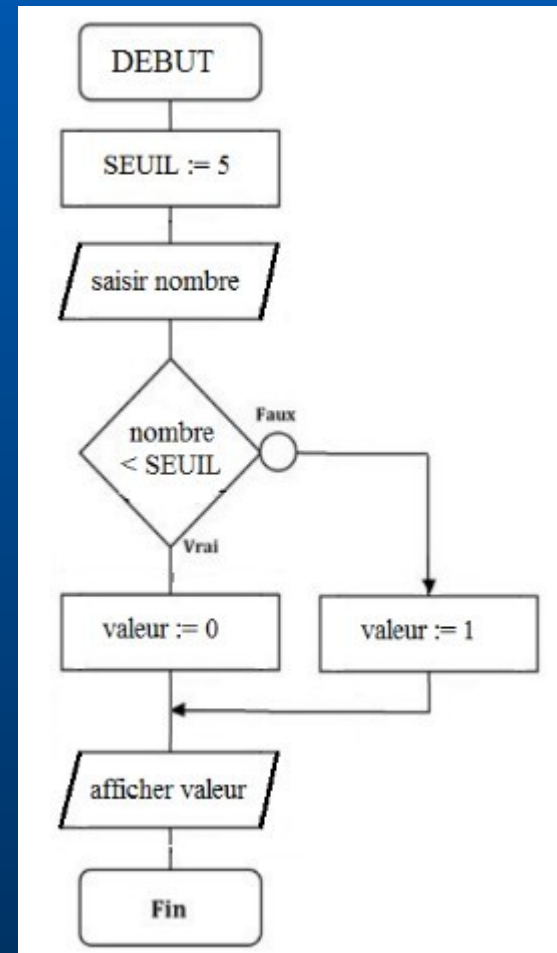 DEBUT
SEUIL := 5
saisir nombre
nombre
< SEUIL
Faux
Vrai
valeur := 0
valeur := 1
afficher valeur
Fin